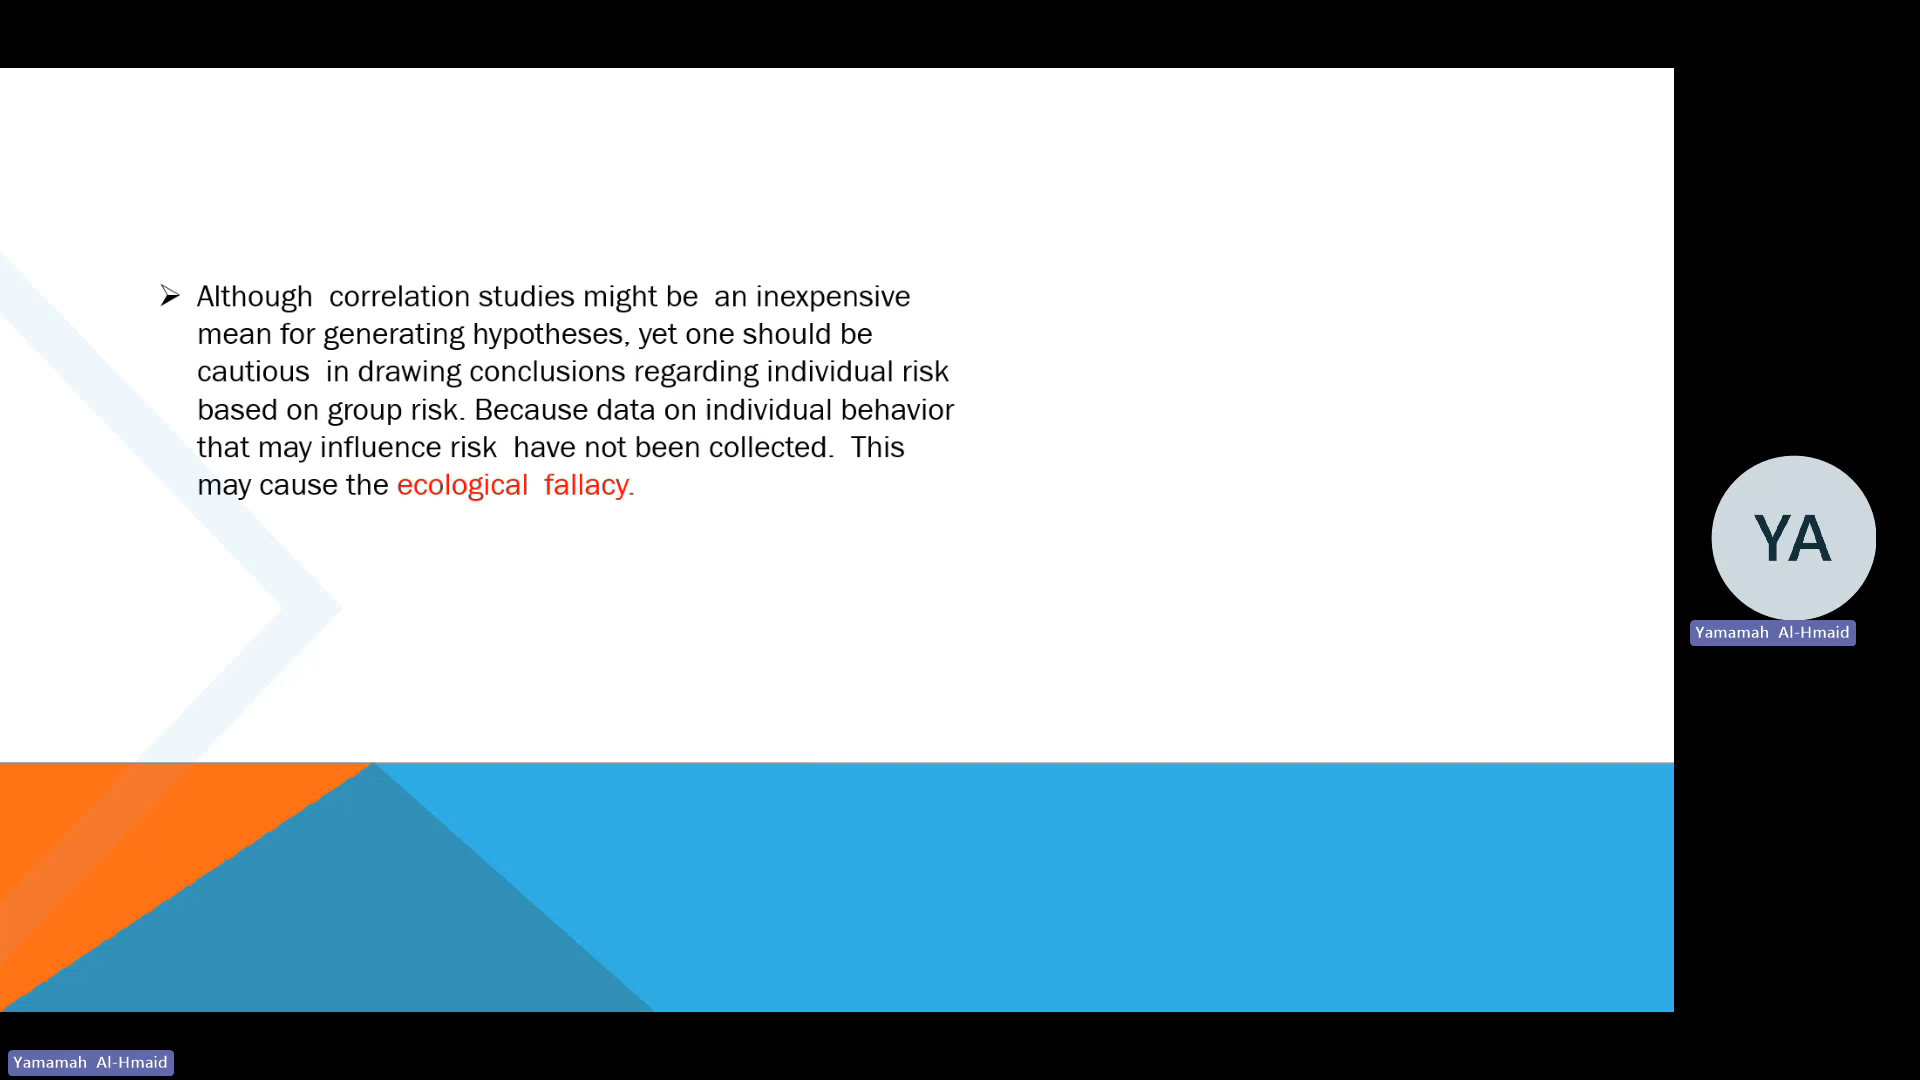 Although correlation studies might be an inexpensive
mean for generating hypotheses, yet one should be
cautious in drawing conclusions regarding individual risk
based on group risk. Because data on individual behavior
that may influence risk have not been collected. This
may cause the ecological fallacy.
YA
Yamamah Al-Hmaid
Yamamah Al-Hmaid